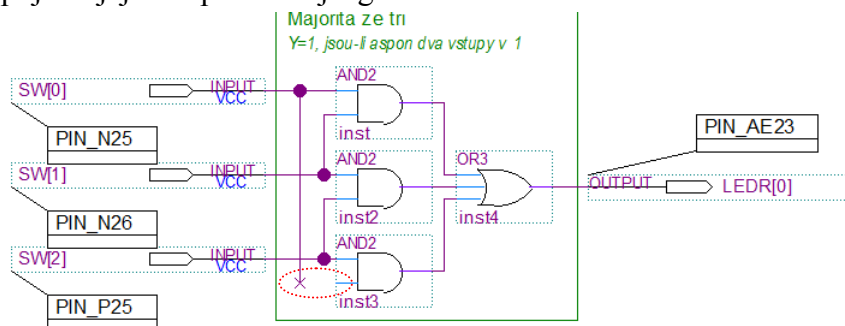 Majorita ze tri
Y=1, jsou-li aspon dva vstupy v 1
AND2
SW[0]
INPUT
VCC
PIN_N25
inst
PIN_AE23
AND2
OR3
SW[1]
INPUT
VCC
OUTPUT
LEDR[0]
PIN_N26
inst2
inst4
AND2
SW[2]
INPUT
VCC
inst3
PIN_P25